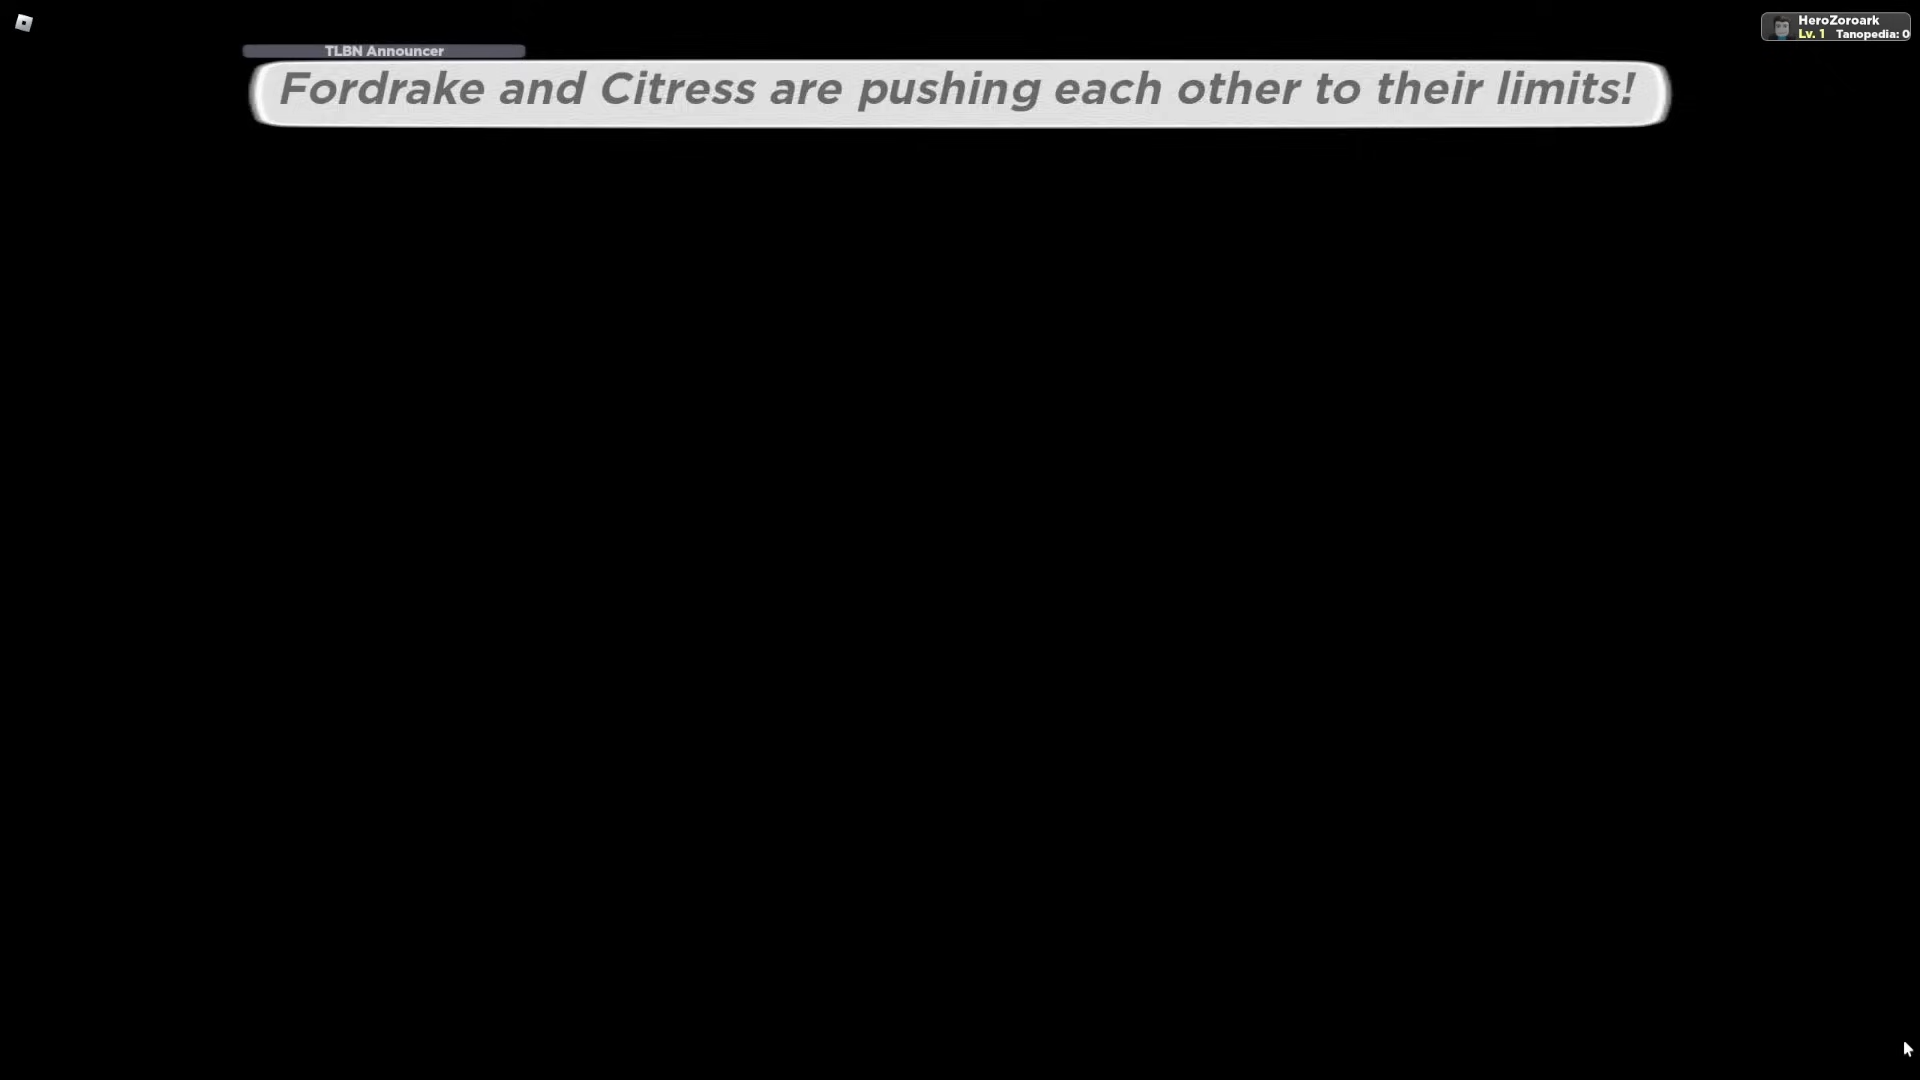 HeroZoroark
Lv. 1 Tanopedia: 0
TLBN Announcer
Fordrake and Citress are pushing each other to their limits!